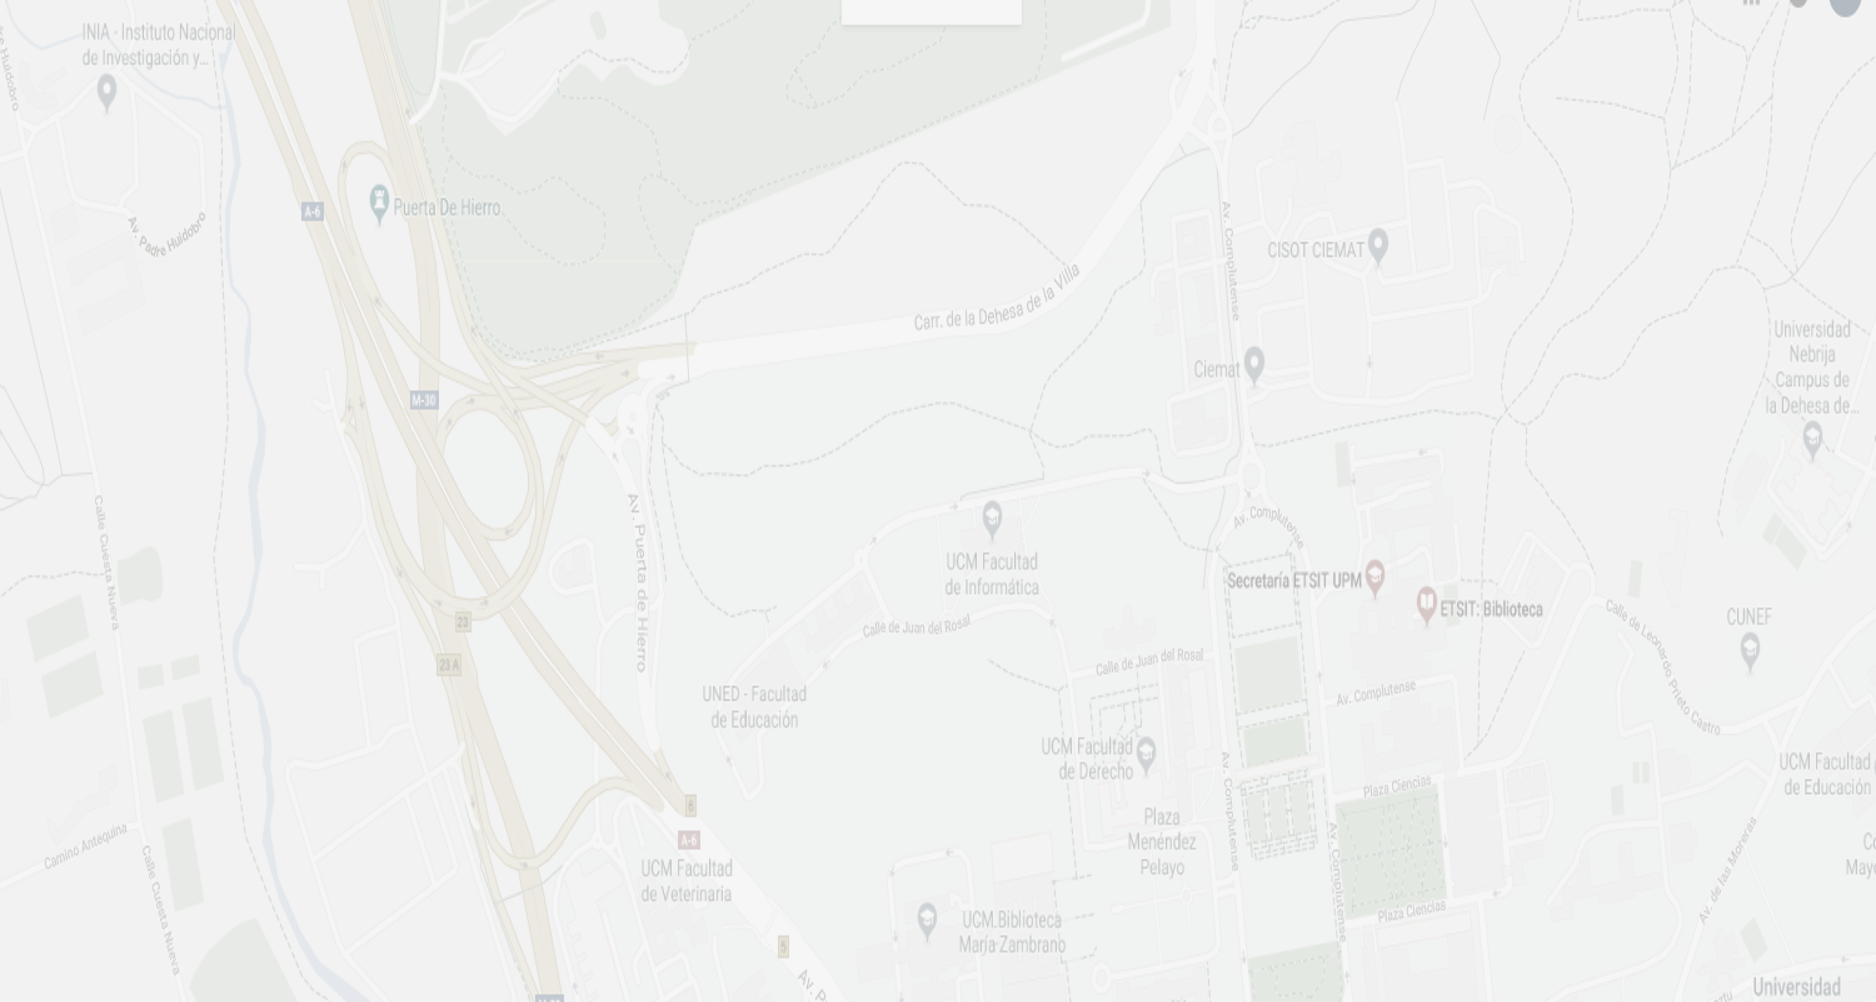 INIA - Instituto Nacional
de Investigación y...
Av. Padre Huidobro
A-6
Puerta De Hierro
Carr. de la Dehesa de la Villa
Av. Complutense
CISOT CIEMAT
Ciemat
M-30
Universidad
Nebrija
Campus de
la Dehesa de...
Calle Cuesta Nueva
Av. Puerta de Hierro
Av. Complutense
UCM Facultad
de Informática
Secretaría ETSIT UPM
ETSIT: Biblioteca
Calle de Juan del Rosal
Calle de Juan del Rosal
Calle de Leonardo Prieto Castro
CUNEF
23
23 A
UNED - Facultad
de Educación
Av. Complutense
UCM Facultad
de Derecho
Av. Complutense
Plaza Ciencias
UCM Facultad
de Educación
6
A-6
Plaza
Menéndez
Pelayo
Camino Antequina
Calle Cuesta Nueva
UCM Facultad
de Veterinaria
Av. Complutense
Av. de las Moreras
Plaza Ciencias
UCM.Biblioteca
María Zambrano
5
Av. P
Universidad